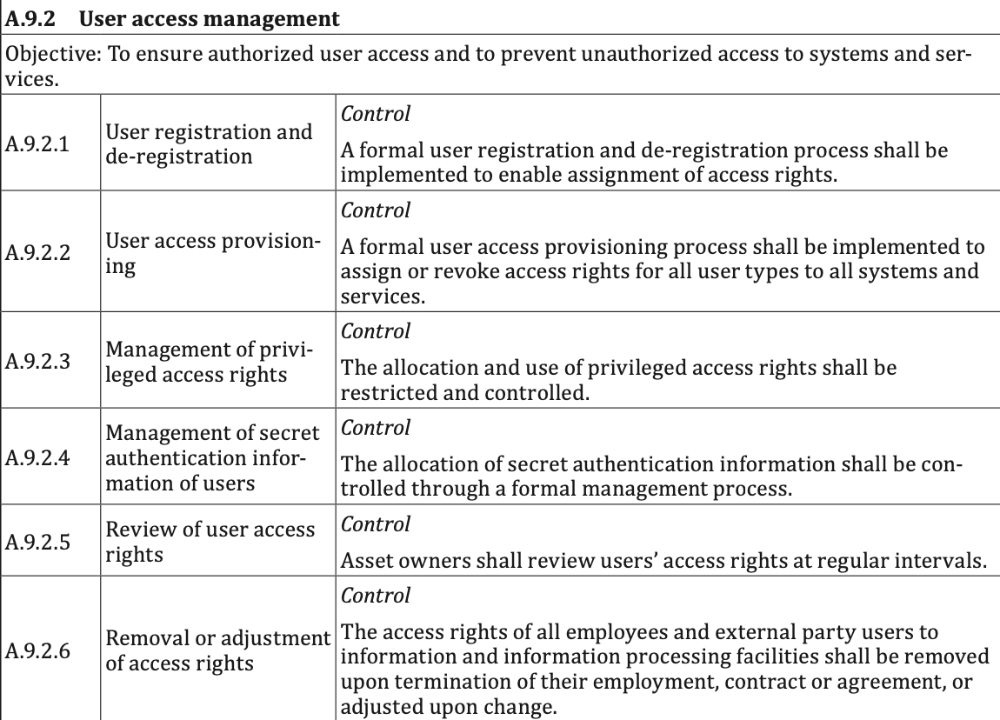 A.9.2 User access management
Objective: To ensure authorized user access and to prevent unauthorized access to systems and ser-
vices.
A.9.2.1
User registration and
de-registration
Control
A formal user registration and de-registration process shall be
implemented to enable assignment of access rights.
A.9.2.2
User access provision-
ing
Control
A formal user access provisioning process shall be implemented to
assign or revoke access rights for all user types to all systems and
services.
A.9.2.3
Management of privi-
leged access rights
Control
The allocation and use of privileged access rights shall be
restricted and controlled.
A.9.2.4
Management of secret
authentication infor-
mation of users
Control
The allocation of secret authentication information shall be con-
trolled through a formal management process.
A.9.2.5
Review of user access
rights
Control
Asset owners shall review users’ access rights at regular intervals.
A.9.2.6
Removal or adjustment
of access rights
Control
The access rights of all employees and external party users to
information and information processing facilities shall be removed
upon termination of their employment, contract or agreement, or
adjusted upon change.